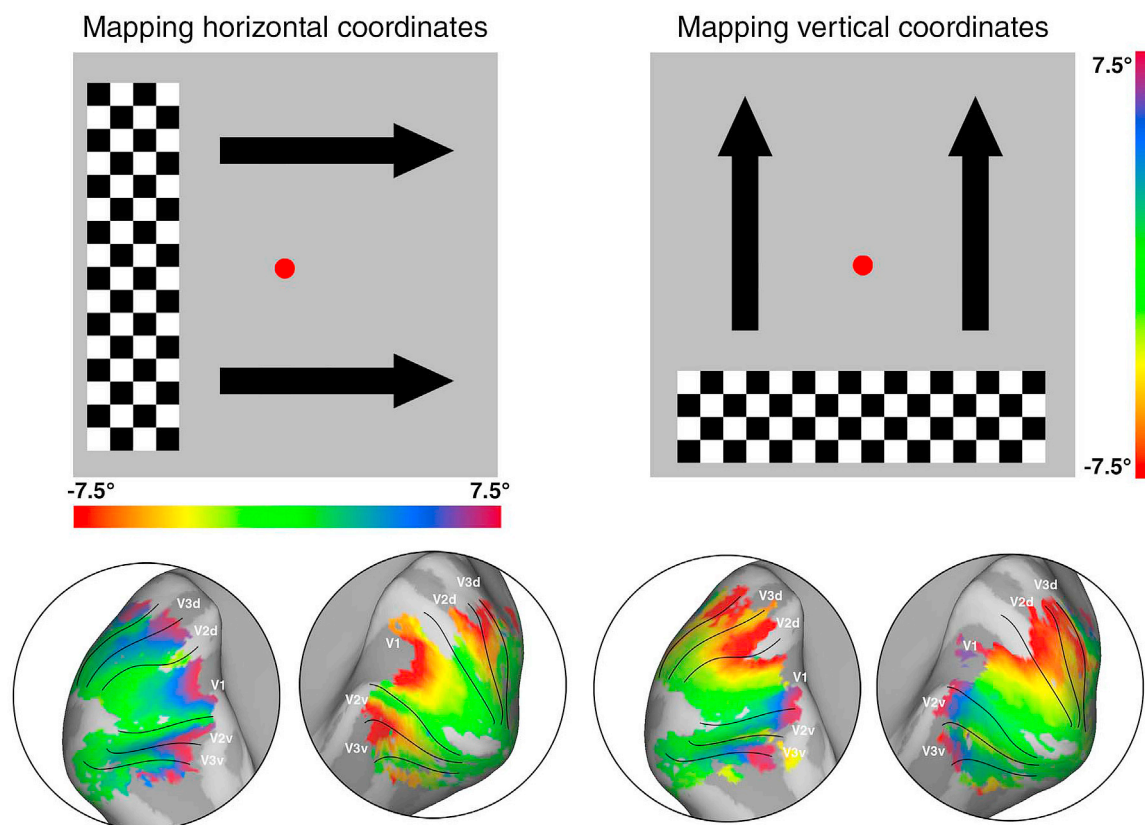 Mapping horizontal coordinates
Mapping vertical coordinates
7.5°
-7.5°
-7.5°
7.5°
V3d
V2d
V1
V2v
V3v
V3d
V2d
V1
V2v
V3v
V3d
V2d
V1
V2v
V3v
V3d
V2d
V1
V2v
V3v